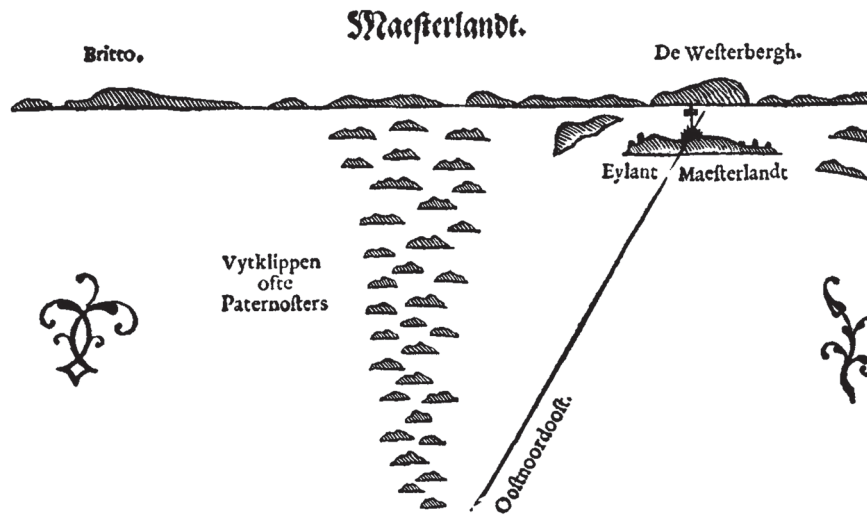 Maeſterlandt.
Britto.
De Weſterbergh.
Eylant Maeſterlandt
Vytklippen
ofte
Paternoſters
Ooſtnoordooſt.